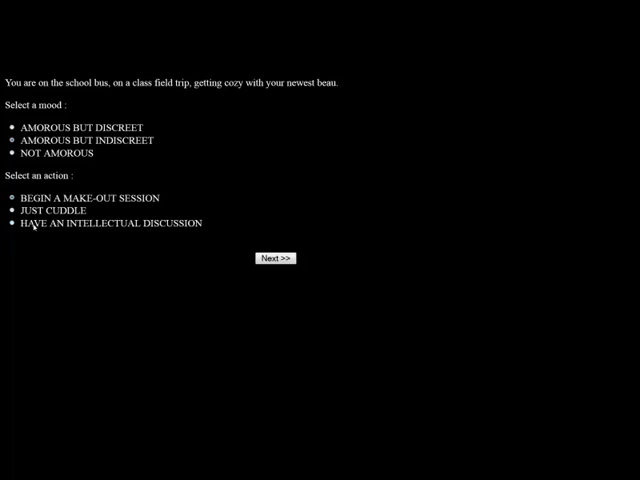 You are on the school bus, on a class field trip, getting cozy with your newest beau.
Select a mood :
AMOROUS BUT DISCREET
AMOROUS BUT INDISCREET
NOT AMOROUS
Select an action :
BEGIN A MAKE-OUT SESSION
JUST CUDDLE
HAVE AN INTELLECTUAL DISCUSSION
Next >>